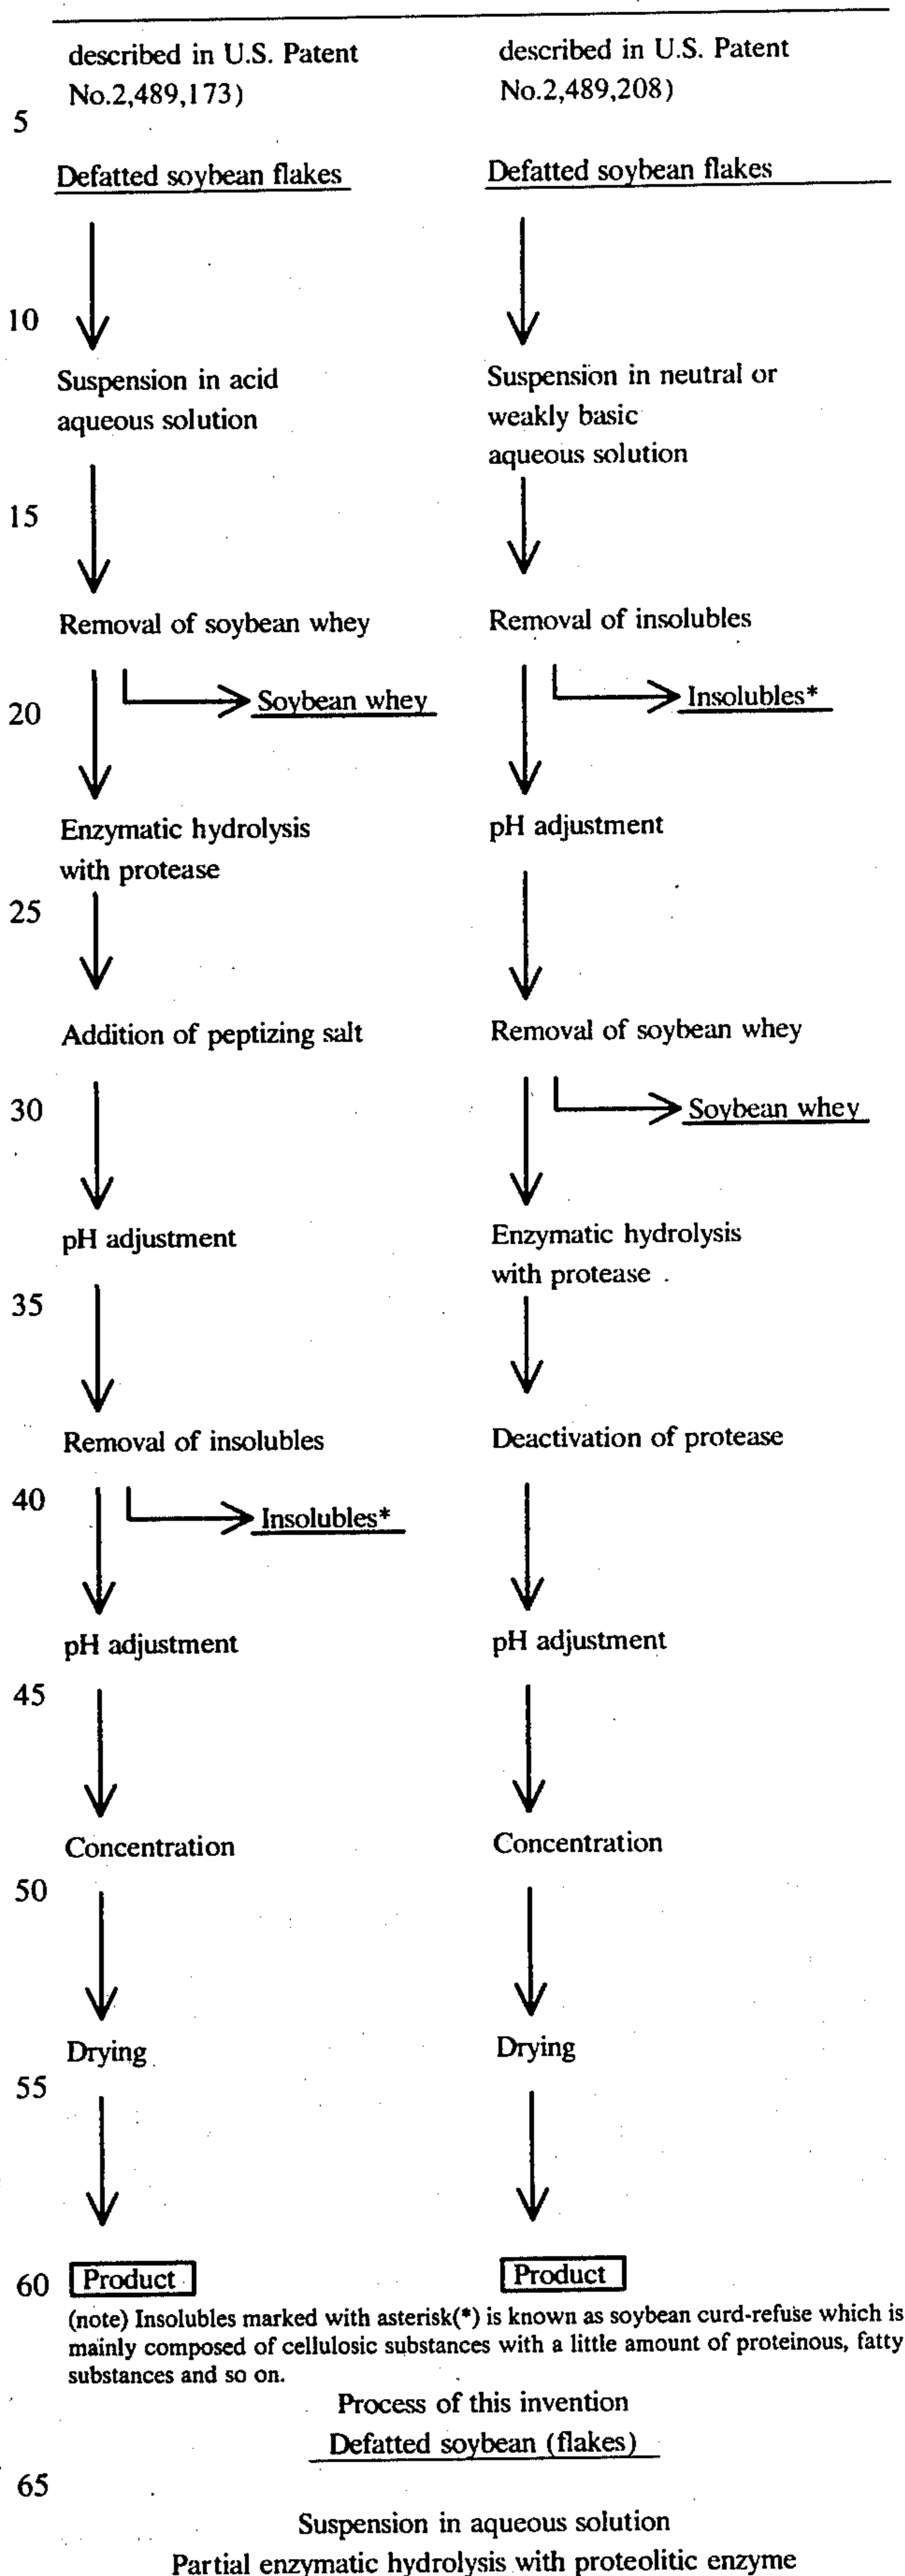 described in U.S. Patent
No.2,489,173)
Defatted soybean flakes
Suspension in acid
aqueous solution
Removal of soybean whey
Soybean whey
Enzymatic hydrolysis
with protease
Addition of peptizing salt
pH adjustment
Removal of insolubles
Insolubles*
pH adjustment
Concentration
Drying
Product
described in U.S. Patent
No.2,489,208)
Defatted soybean flakes
Suspension in neutral or
weakly basic
aqueous solution
Removal of insolubles
Insolubles*
pH adjustment
Removal of soybean whey
Soybean whey
Enzymatic hydrolysis
with protease .
Deactivation of protease
pH adjustment
Concentration
Drying
Product
5
10
15
20
25
30
35
40
45
50
55
60
(note) Insolubles marked with asterisk(*) is known as soybean curd-refuse which is
mainly composed of cellulosic substances with a little amount of proteinous, fatty
substances and so on.
Process of this invention
Defatted soybean (flakes)
65
Suspension in aqueous solution
Partial enzymatic hydrolysis with proteolitic enzyme